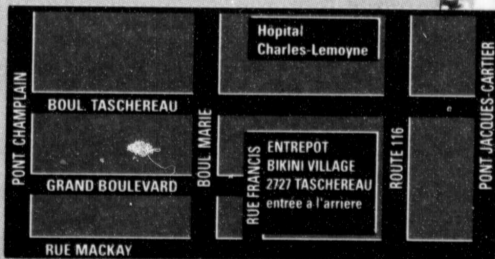 Hôpital
Charles-Lemoyne
PONT CHAMPLAIN
BOUL. TASCHEREAU
BOUL MARIE
ROUTE 116
PONT JACQUES-CARTIER
RUE FRANCIS
ENTREPÔT
BIKINI VILLAGE
2727 TASCHEREAU
entrée a l'arriere
GRAND BOULEVARD
RUE MACKAY